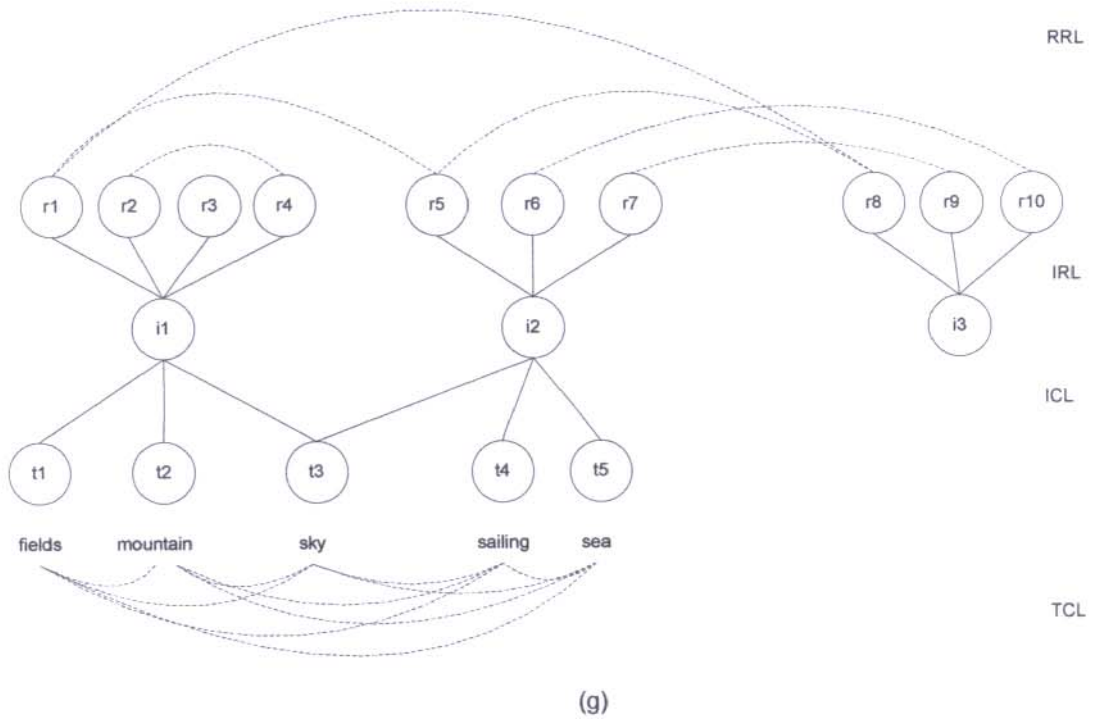 RRL
r1 r2 r3 r4 r5 r6 r7 r8 r9 r10
IRL
i1 i2 i3
ICL
t1 t2 t3 t4 t5
fields mountain sky sailing sea
TCL
(g)